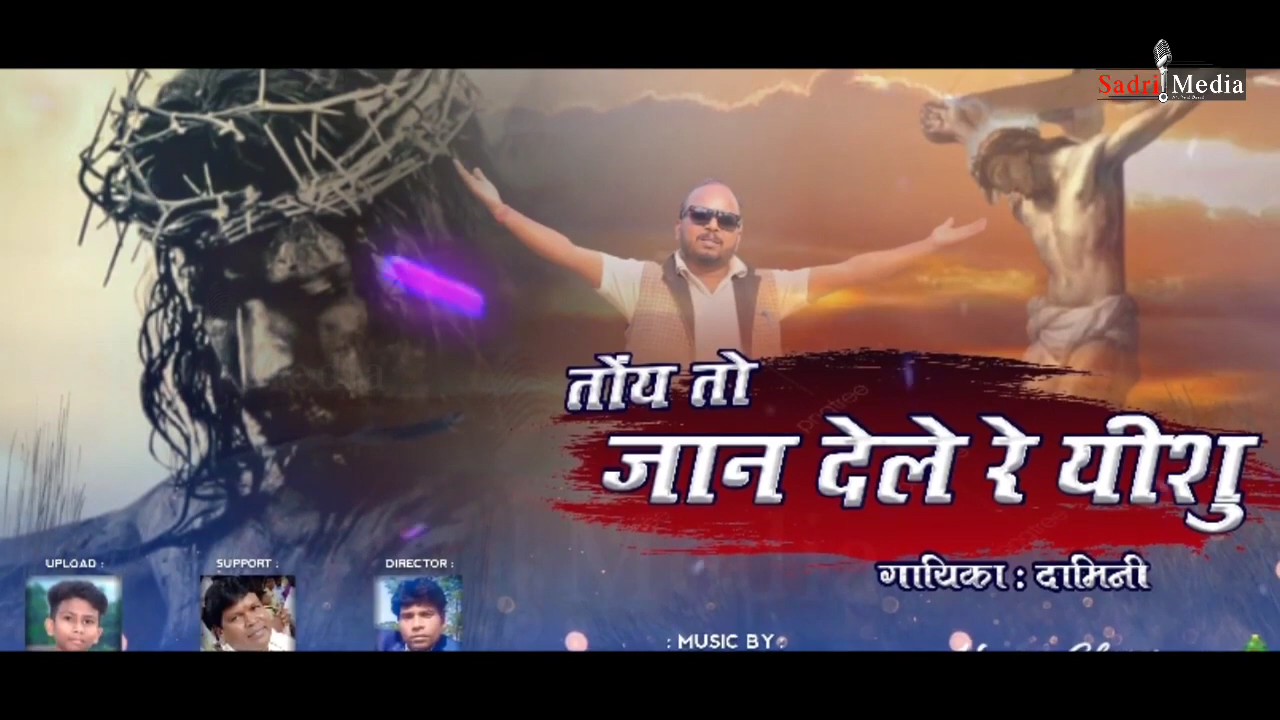 Sadri Media
तोंय तो
जान देले रे यीशु
गायिका : दामिनी
UPLOAD :
SUPPORT :
DIRECTOR :
: MUSIC BY :